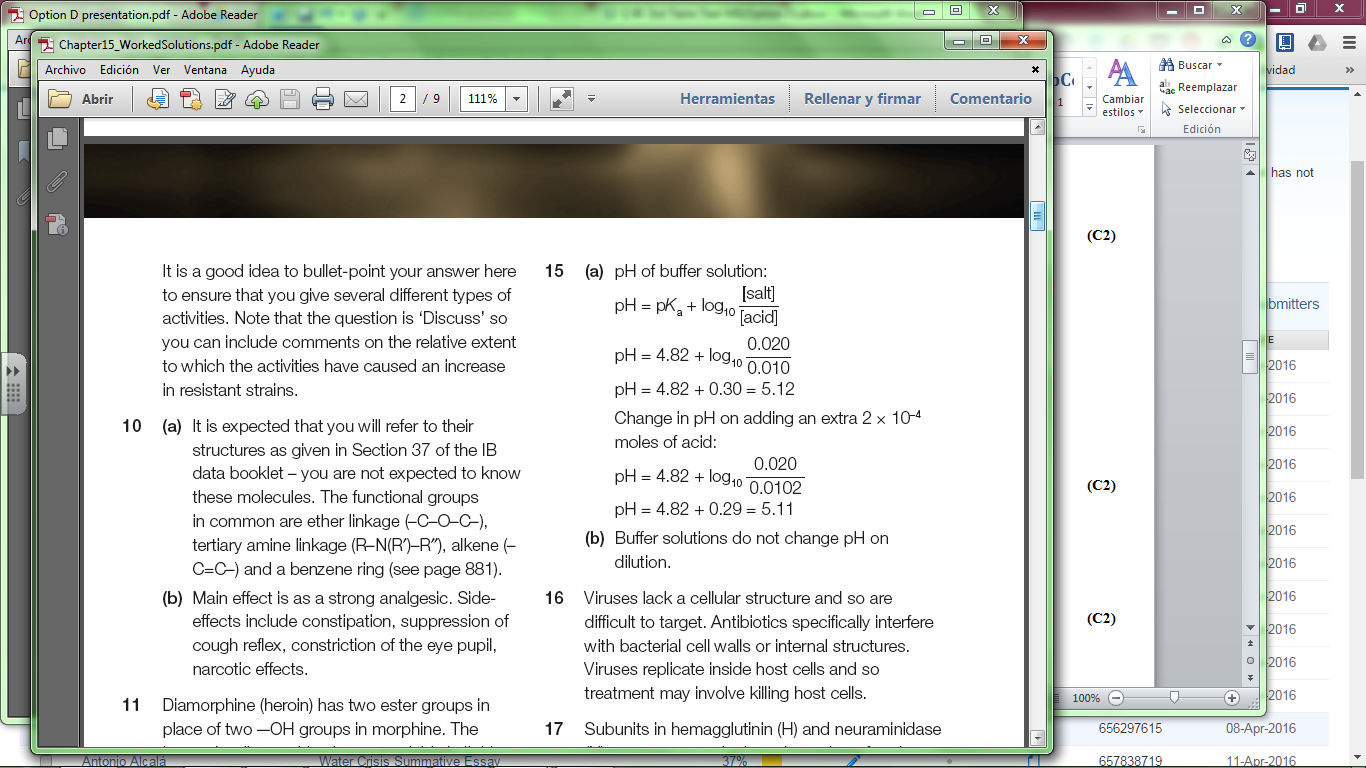 Option D presentation.pdf - Adobe Reader
Chapter15_WorkedSolutions.pdf - Adobe Reader
Archivo Edición Ver Ventana Ayuda
Abrir 2 / 9 111% Herramientas Rellenar y firmar Comentario
It is a good idea to bullet-point your answer here
to ensure that you give several different types of
activities. Note that the question is ‘Discuss’ so
you can include comments on the relative extent
to which the activities have caused an increase
in resistant strains.
10 (a) It is expected that you will refer to their
structures as given in Section 37 of the IB
data booklet – you are not expected to know
these molecules. The functional groups
in common are ether linkage (–C–O–C–),
tertiary amine linkage (R–N(R′)–R″), alkene (–
C=C–) and a benzene ring (see page 881).
(b) Main effect is as a strong analgesic. Side-
effects include constipation, suppression of
cough reflex, constriction of the eye pupil,
narcotic effects.
11 Diamorphine (heroin) has two ester groups in
place of two —OH groups in morphine. The
15 (a) pH of buffer solution:
pH = pKa + log10 [salt]/[acid]
pH = 4.82 + log10 0.020/0.010
pH = 4.82 + 0.30 = 5.12
Change in pH on adding an extra 2 × 10–4
moles of acid:
pH = 4.82 + log10 0.020/0.0102
pH = 4.82 + 0.29 = 5.11
(b) Buffer solutions do not change pH on
dilution.
16 Viruses lack a cellular structure and so are
difficult to target. Antibiotics specifically interfere
with bacterial cell walls or internal structures.
Viruses replicate inside host cells and so
treatment may involve killing host cells.
17 Subunits in hemagglutinin (H) and neuraminidase
Buscar
Reemplazar
Seleccionar
Cambiar
estilos
Edición
(C2)
(C2)
(C2)
100%
vidad
has not
bmitters
E
-2016
-2016
-2016
-2016
-2016
-2016
-2016
-2016
-2016
-2016
-2016
656297615 08-Apr-2016
Antonio Alcalá Water Crisis Summative Essay 37% 657838719 11-Apr-2016